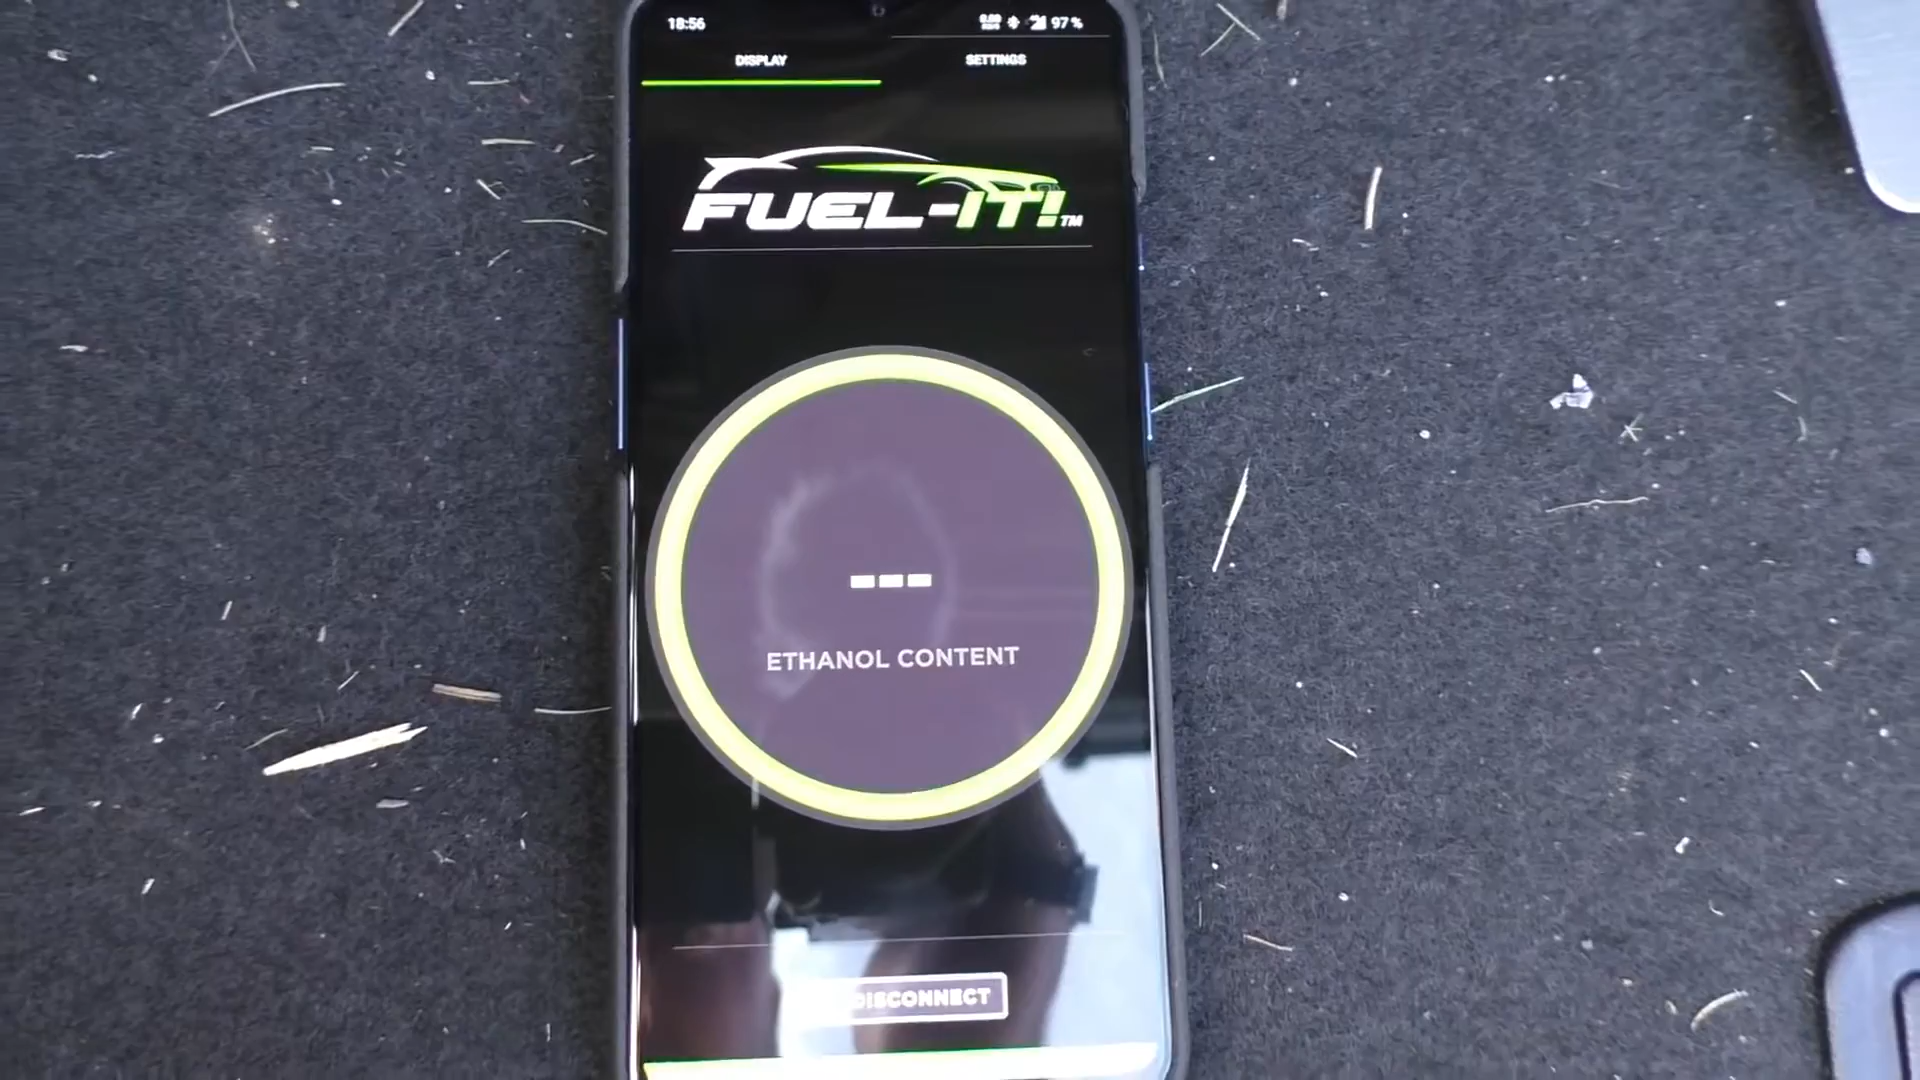 18:56
97 %
DISPLAY
SETTINGS
FUEL-IT!™
---
ETHANOL CONTENT
DISCONNECT